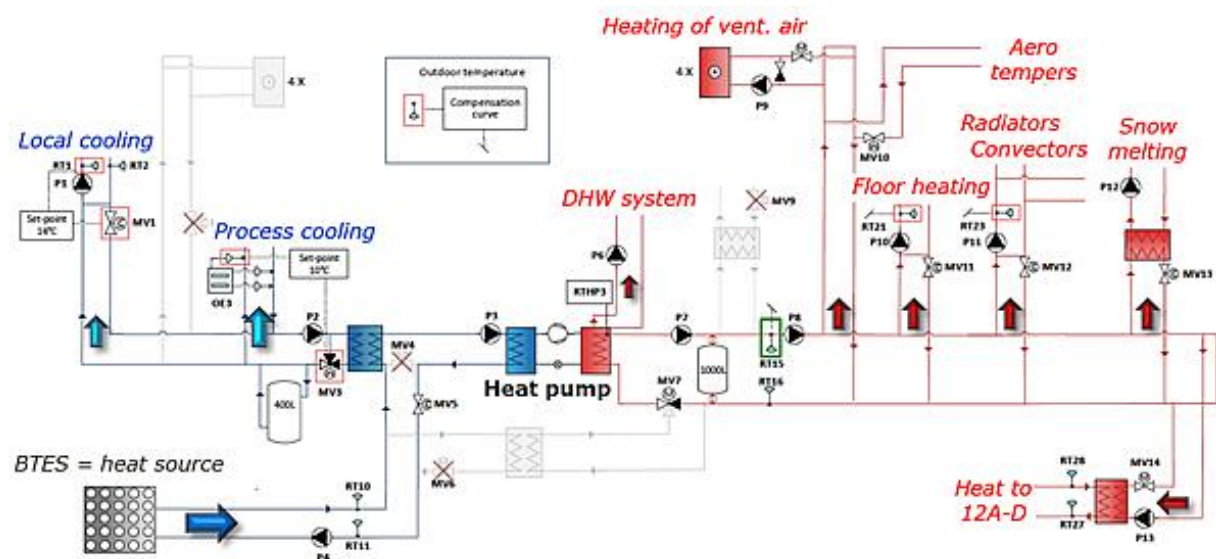 Heating of vent. air
4 X
4 X
P9
Aero
tempers
Outdoor temperature
Compensation
curve
Local cooling
RT1
RT2
P1
Set-point
16°C
MV1
Radiators
Convectors
Snow
melting
MV10
P12
Process cooling
DHW system
MV9
Floor heating
RT21
RT23
P10
P11
MV11
MV12
MV13
P6
Set-point
10°C
OE3
RTHP3
P2
P3
P7
P8
MV4
MV3
1000L
RT15
RT16
Heat pump
MV7
400L
MV5
BTES = heat source
MV6
RT10
RT11
P4
RT28
MV14
Heat to
12A-D
RT27
P13